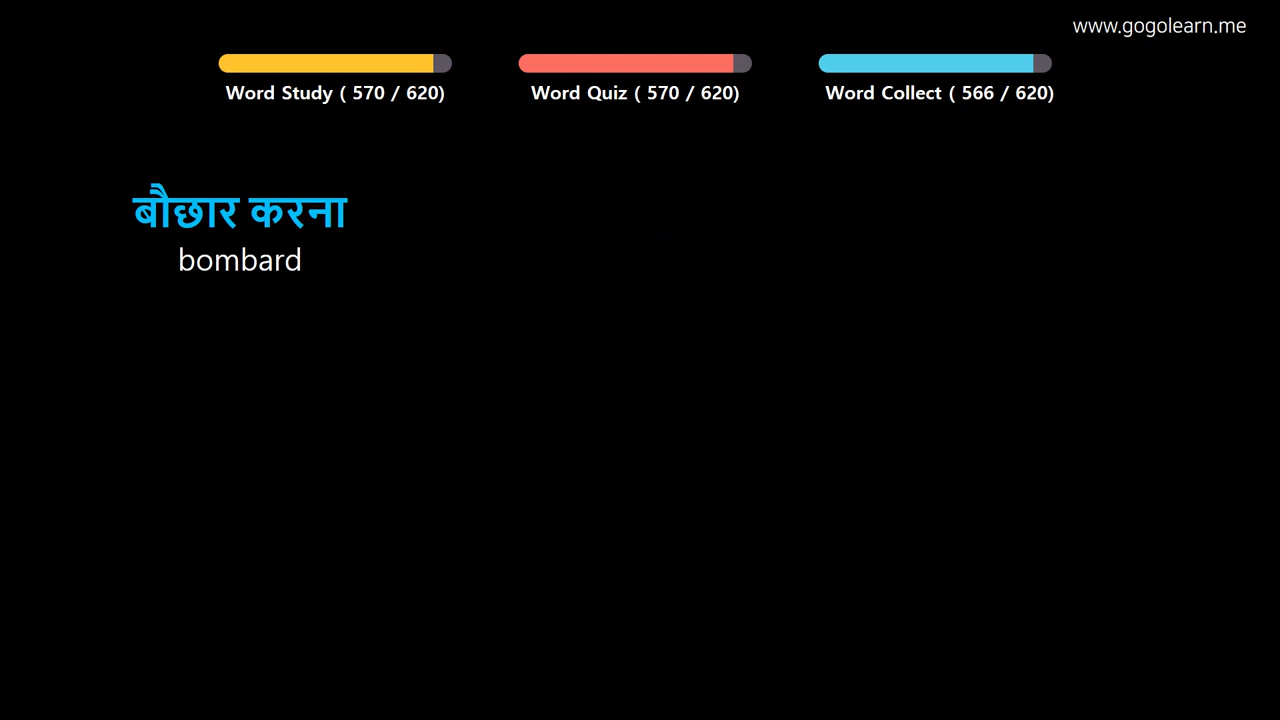 www.gogolearn.me
Word Study ( 570 / 620)
Word Quiz ( 570 / 620)
Word Collect ( 566 / 620)
बौछार करना
bombard